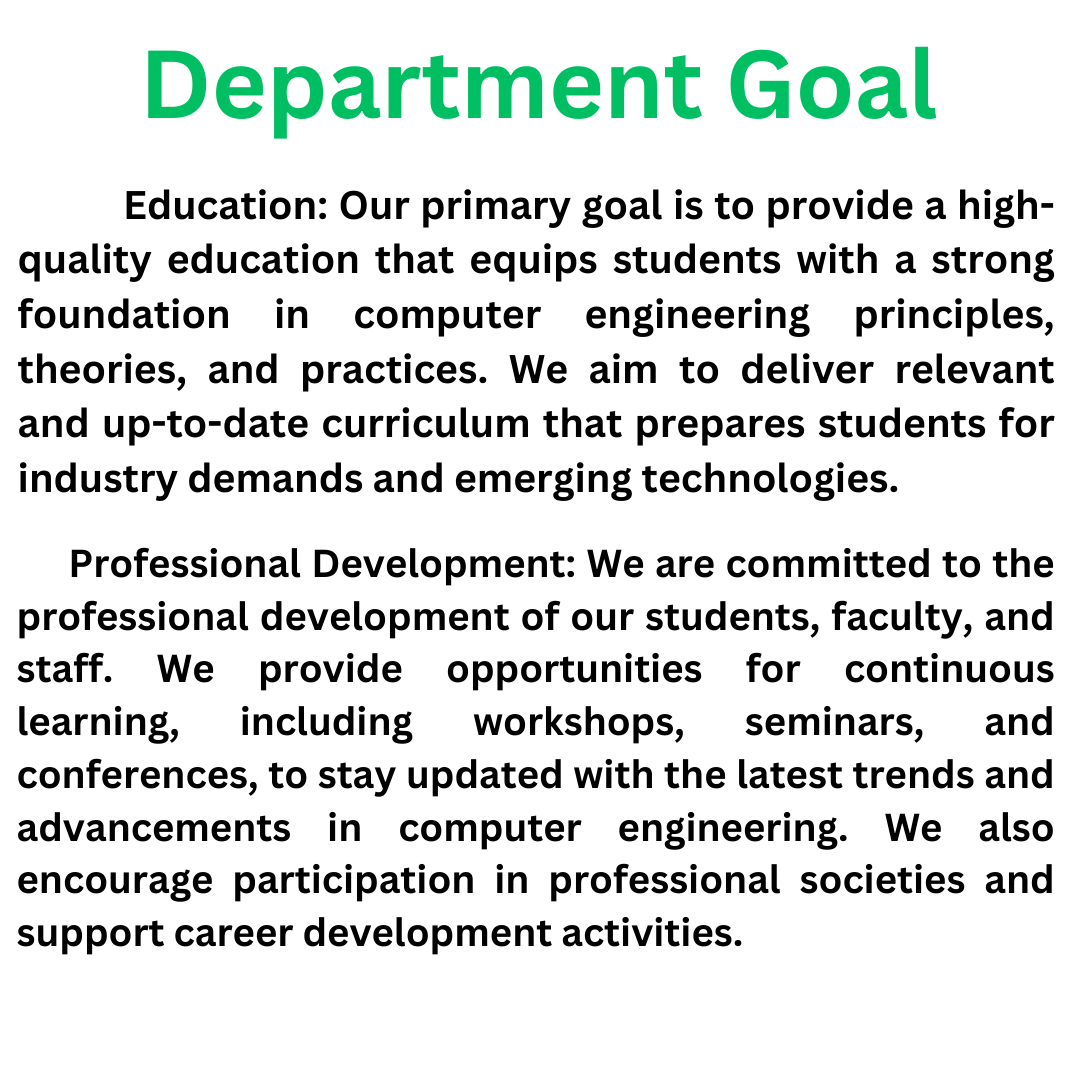 Department Goal
Education: Our primary goal is to provide a high-
quality education that equips students with a strong
foundation in computer engineering principles,
theories, and practices. We aim to deliver relevant
and up-to-date curriculum that prepares students for
industry demands and emerging technologies.
Professional Development: We are committed to the
professional development of our students, faculty, and
staff. We provide opportunities for continuous
learning, including workshops, seminars, and
conferences, to stay updated with the latest trends and
advancements in computer engineering. We also
encourage participation in professional societies and
support career development activities.